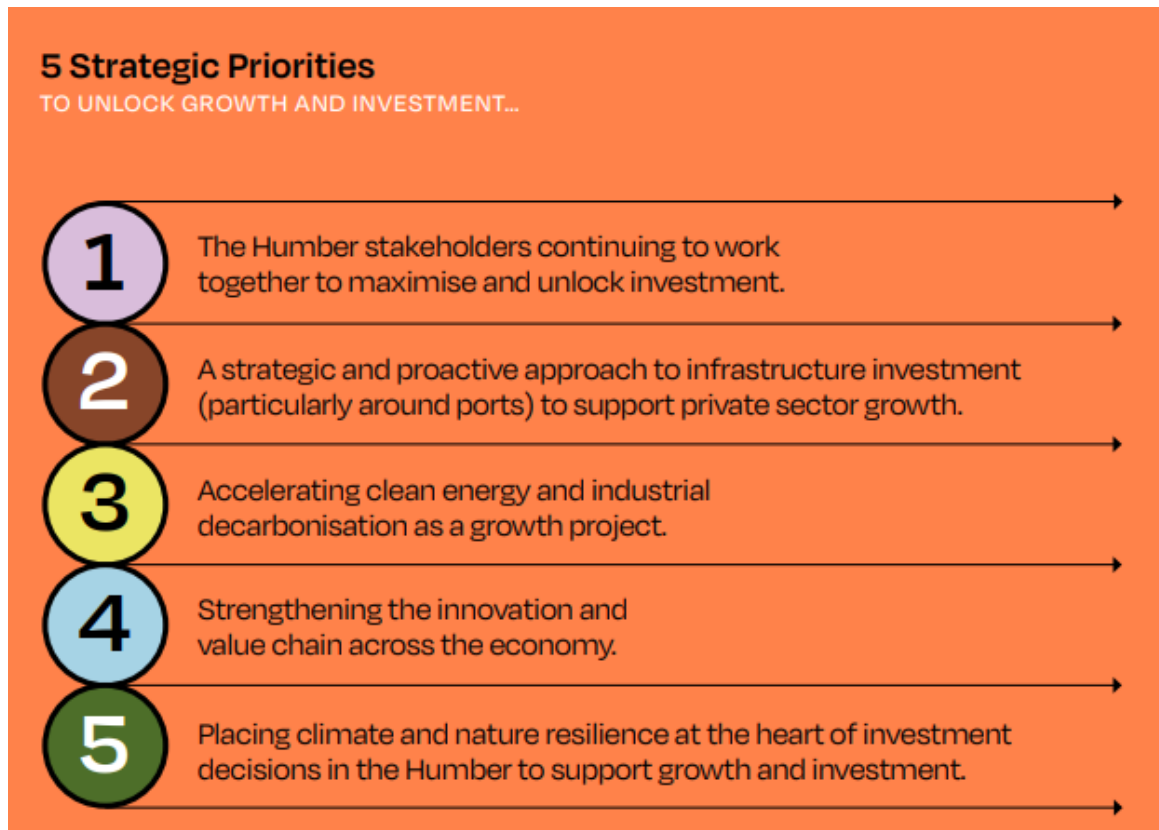 5 Strategic Priorities
TO UNLOCK GROWTH AND INVESTMENT...
1
The Humber stakeholders continuing to work
together to maximise and unlock investment.
2
A strategic and proactive approach to infrastructure investment
(particularly around ports) to support private sector growth.
3
Accelerating clean energy and industrial
decarbonisation as a growth project.
4
Strengthening the innovation and
value chain across the economy.
5
Placing climate and nature resilience at the heart of investment
decisions in the Humber to support growth and investment.